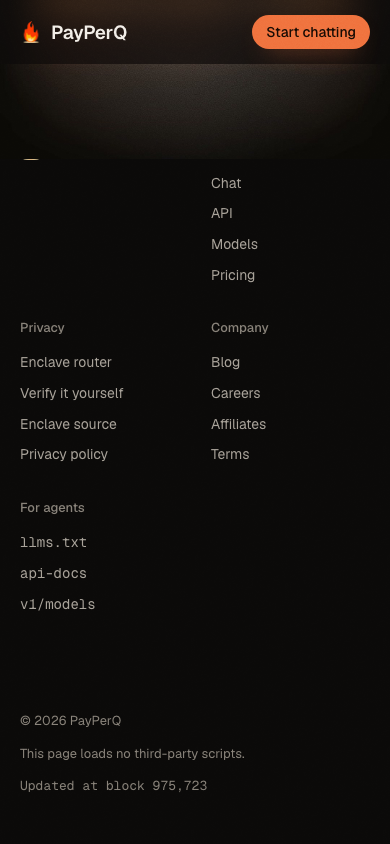 PayPerQ
Start chatting
Chat
API
Models
Pricing
Privacy
Enclave router
Verify it yourself
Enclave source
Privacy policy
Company
Blog
Careers
Affiliates
Terms
For agents
llms.txt
api-docs
v1/models
© 2026 PayPerQ
This page loads no third-party scripts.
Updated at block 975,723